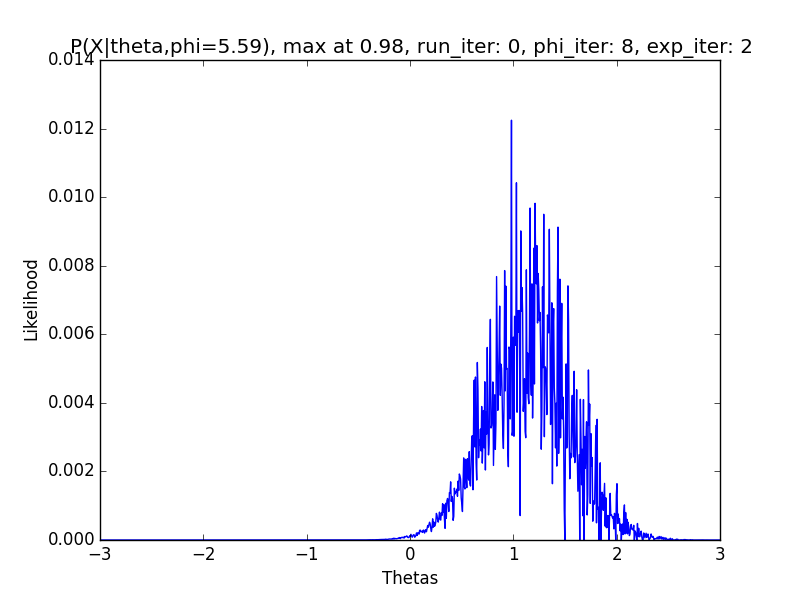 P(X|theta,phi=5.59), max at 0.98, run_iter: 0, phi_iter: 8, exp_iter: 2
0.014
0.012
0.010
0.008
0.006
0.004
0.002
0.000
Likelihood
−3 −2 −1 0 1 2 3
Thetas